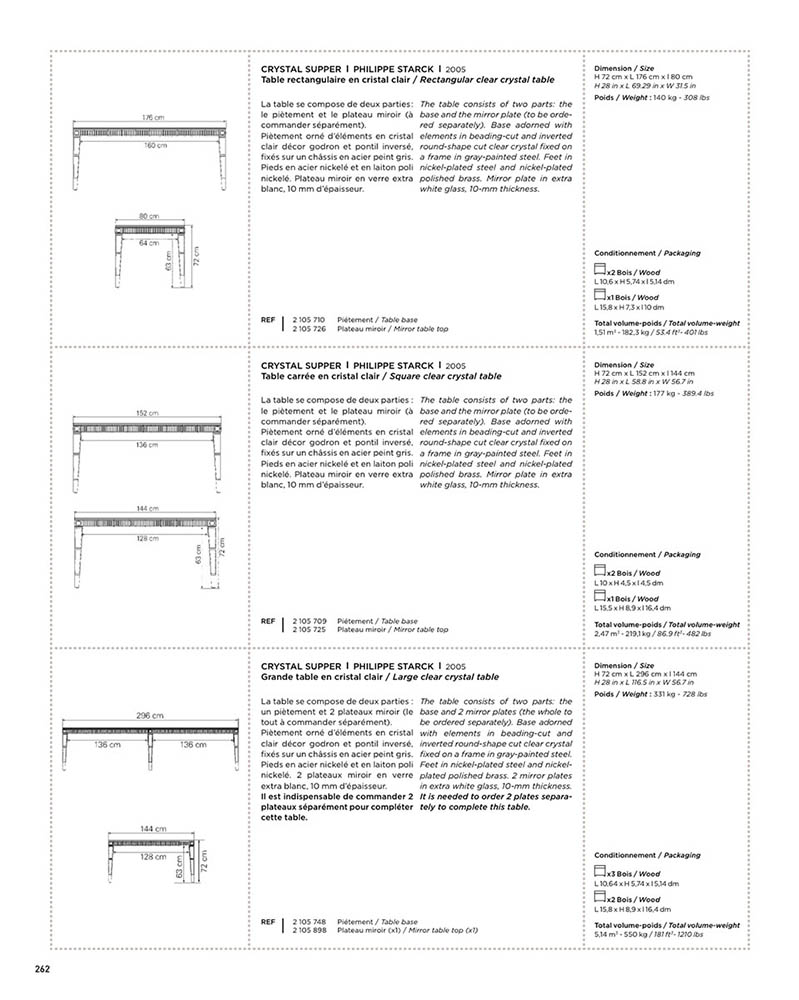 176 cm
160 cm
80 cm
64 cm
63 cm
72 cm
CRYSTAL SUPPER I PHILIPPE STARCK I 2005
Table rectangulaire en cristal clair / Rectangular clear crystal table
La table se compose de deux parties :
le piètement et le plateau miroir (à
commander séparément).
Piètement orné d'éléments en cristal
clair décor godron et pontil inversé,
fixés sur un châssis en acier peint gris.
Pieds en acier nickelé et en laiton poli
nickelé. Plateau miroir en verre extra
blanc, 10 mm d'épaisseur.
The table consists of two parts: the
base and the mirror plate (to be orde-
red separately). Base adorned with
elements in beading-cut and inverted
round-shape cut clear crystal fixed on
a frame in gray-painted steel. Feet in
nickel-plated steel and nickel-plated
polished brass. Mirror plate in extra
white glass, 10-mm thickness.
REF
2 105 710 Piétement / Table base
2 105 726 Plateau miroir / Mirror table top
Dimension / Size
H 72 cm x L 176 cm x l 80 cm
H 28 in x L 69.29 in x W 31.5 in
Poids / Weight : 140 kg - 308 lbs
Conditionnement / Packaging
x2 Bois / Wood
L 10,6 x H 5,74 x l 5,14 dm
x1 Bois / Wood
L 15,8 x H 7,3 x l 10 dm
Total volume-poids / Total volume-weight
1,51 m³ - 182,3 kg / 53.4 ft³- 401 lbs
152 cm
136 cm
144 cm
128 cm
63 cm
72 cm
CRYSTAL SUPPER I PHILIPPE STARCK I 2005
Table carrée en cristal clair / Square clear crystal table
La table se compose de deux parties :
le piètement et le plateau miroir (à
commander séparément).
Piètement orné d'éléments en cristal
clair décor godron et pontil inversé,
fixés sur un châssis en acier peint gris.
Pieds en acier nickelé et en laiton poli
nickelé. Plateau miroir en verre extra
blanc, 10 mm d'épaisseur.
The table consists of two parts: the
base and the mirror plate (to be orde-
red separately). Base adorned with
elements in beading-cut and inverted
round-shape cut clear crystal fixed on
a frame in gray-painted steel. Feet in
nickel-plated steel and nickel-plated
polished brass. Mirror plate in extra
white glass, 10-mm thickness.
REF
2 105 709 Piétement / Table base
2 105 725 Plateau miroir / Mirror table top
Dimension / Size
H 72 cm x L 152 cm x l 144 cm
H 28 in x L 58.8 in x W 56.7 in
Poids / Weight : 177 kg - 389.4 lbs
Conditionnement / Packaging
x2 Bois / Wood
L 10 x H 4,5 x l 4,5 dm
x1 Bois / Wood
L 15,5 x H 8,9 x l 16,4 dm
Total volume-poids / Total volume-weight
2,47 m³ - 219,1 kg / 86.9 ft³- 482 lbs
296 cm
136 cm 136 cm
144 cm
128 cm
63 cm
72 cm
CRYSTAL SUPPER I PHILIPPE STARCK I 2005
Grande table en cristal clair / Large clear crystal table
La table se compose de deux parties :
un piètement et 2 plateaux miroir (le
tout à commander séparément).
Piètement orné d'éléments en cristal
clair décor godron et pontil inversé,
fixés sur un châssis en acier peint gris.
Pieds en acier nickelé et en laiton poli
nickelé. 2 plateaux miroir en verre
extra blanc, 10 mm d'épaisseur.
Il est indispensable de commander 2
plateaux séparément pour compléter
cette table.
The table consists of two parts: the
base and 2 mirror plates (the whole to
be ordered separately). Base adorned
with elements in beading-cut and
inverted round-shape cut clear crystal
fixed on a frame in gray-painted steel.
Feet in nickel-plated steel and nickel-
plated polished brass. 2 mirror plates
in extra white glass, 10-mm thickness.
It is needed to order 2 plates separa-
tely to complete this table.
REF
2 105 748 Piétement / Table base
2 105 898 Plateau miroir (x1) / Mirror table top (x1)
Dimension / Size
H 72 cm x L 296 cm x l 144 cm
H 28 in x L 116.5 in x W 56.7 in
Poids / Weight : 331 kg - 728 lbs
Conditionnement / Packaging
x3 Bois / Wood
L 10,64 x H 5,74 x l 5,14 dm
x2 Bois / Wood
L 15,8 x H 8,9 x l 16,4 dm
Total volume-poids / Total volume-weight
5,14 m³ - 550 kg / 181 ft³- 1210 lbs
262